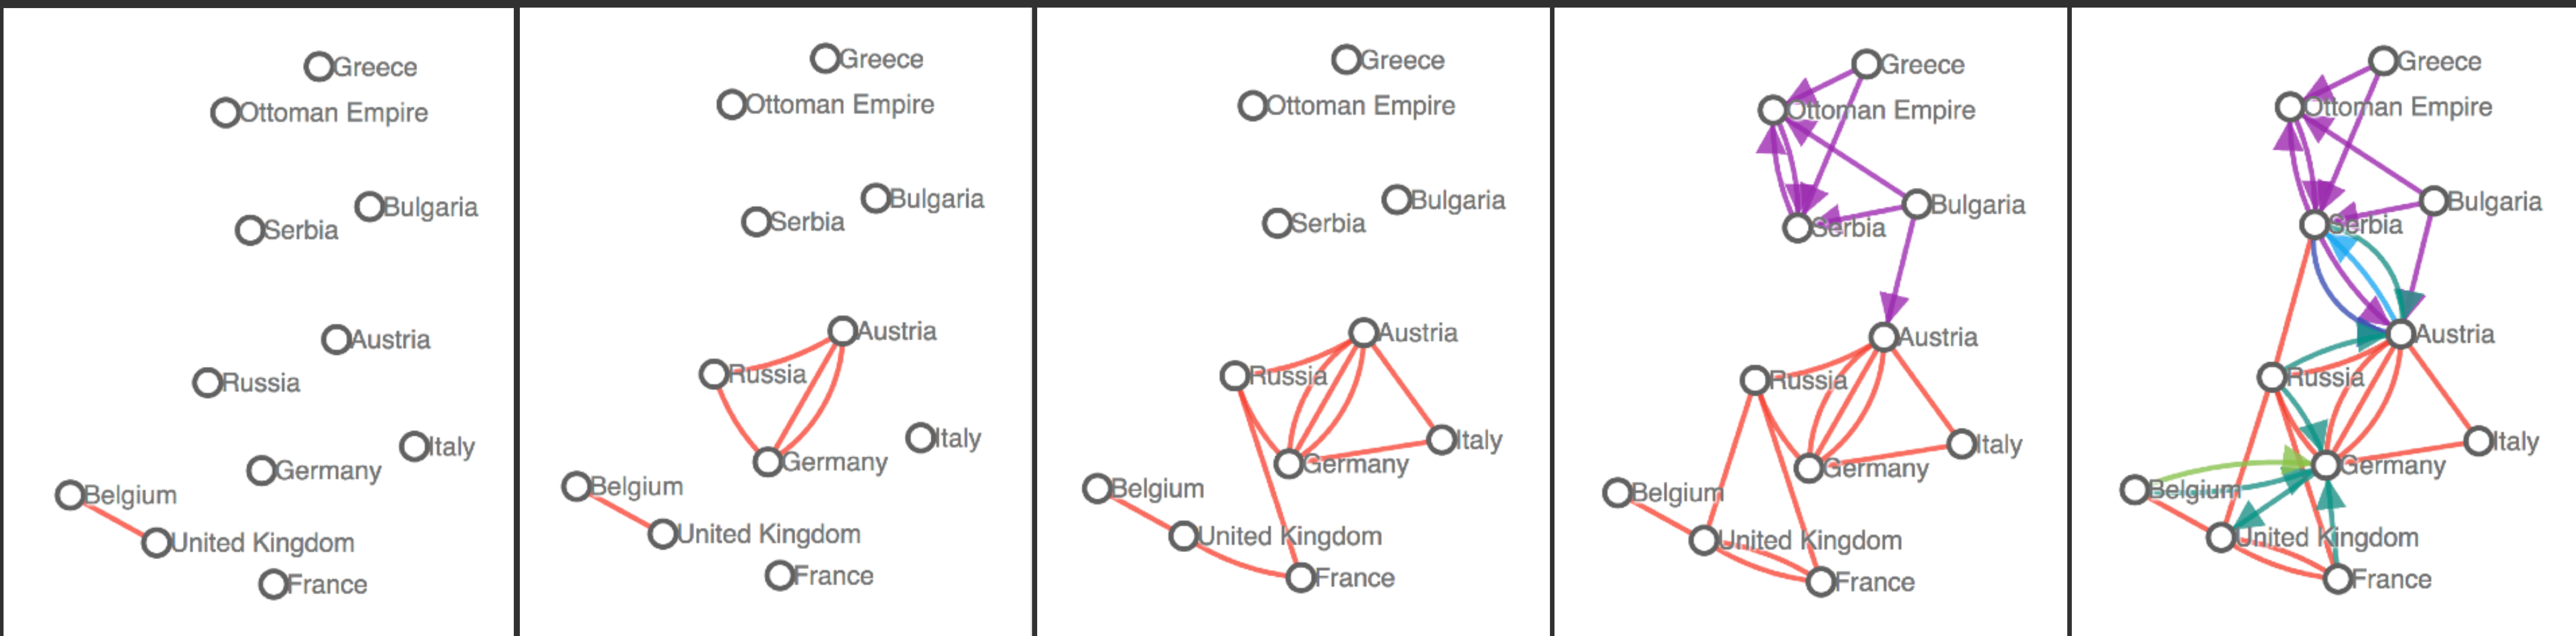 Greece
Ottoman Empire
Bulgaria
Serbia
Austria
Russia
Italy
Germany
Belgium
United Kingdom
France
Greece
Ottoman Empire
Bulgaria
Serbia
Austria
Russia
Italy
Germany
Belgium
United Kingdom
France
Greece
Ottoman Empire
Bulgaria
Serbia
Austria
Russia
Italy
Germany
Belgium
United Kingdom
France
Greece
Ottoman Empire
Bulgaria
Serbia
Austria
Russia
Italy
Germany
Belgium
United Kingdom
France
Greece
Ottoman Empire
Bulgaria
Serbia
Austria
Russia
Italy
Germany
Belgium
United Kingdom
France